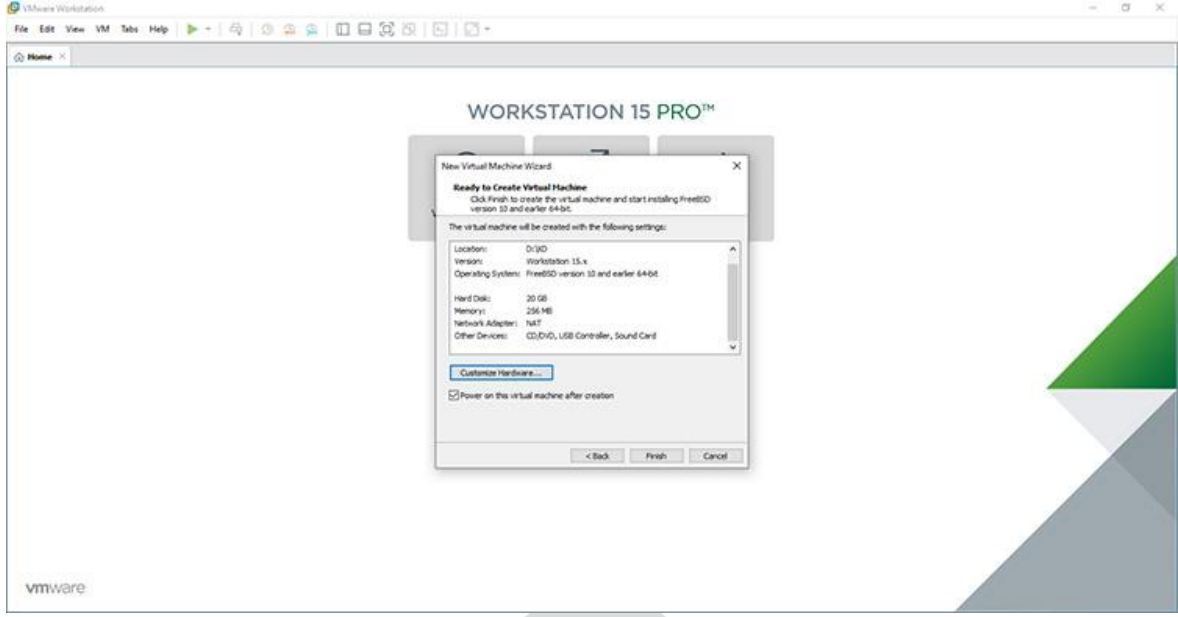 VMware Workstation
File Edit View VM Tabs Help
Home
WORKSTATION 15 PRO™
New Virtual Machine Wizard
Ready to Create Virtual Machine
Click Finish to create the virtual machine and start installing FreeBSD
version 10 and earlier 64-bit.
The virtual machine will be created with the following settings:
Location:
Version: Workstation 15.x
Operating System: FreeBSD version 10 and earlier 64-bit
Hard Disk: 20 GB
Memory: 256 MB
Network Adapter: NAT
Other Devices: CD/DVD, USB Controller, Sound Card
Customize Hardware...
Power on this virtual machine after creation
< Back Finish Cancel
vmware